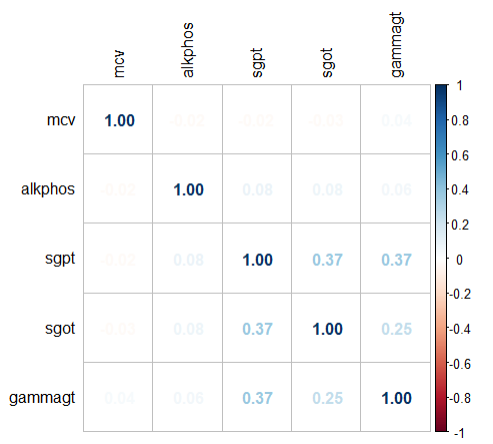 mcv alkphos sgpt sgot gammagt
mcv 1.00 -0.02 -0.02 -0.03 0.04
alkphos -0.02 1.00 0.08 0.08 0.06
sgpt -0.02 0.08 1.00 0.37 0.37
sgot -0.03 0.08 0.37 1.00 0.25
gammagt 0.04 0.06 0.37 0.25 1.00
1
0.8
0.6
0.4
0.2
0
-0.2
-0.4
-0.6
-0.8
-1